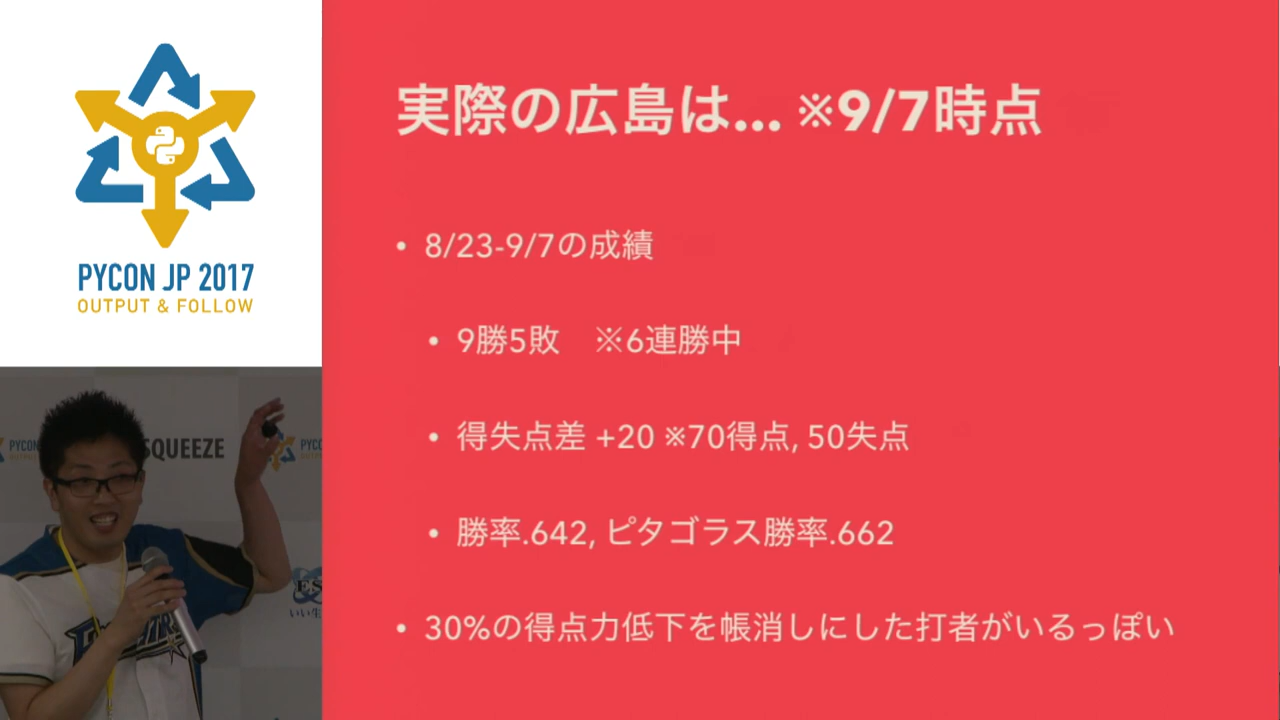 PYCON JP 2017
OUTPUT & FOLLOW
実際の広島は... ※9/7時点
• 8/23-9/7の成績
• 9勝5敗　※6連勝中
• 得失点差 +20 ※70得点, 50失点
• 勝率.642, ピタゴラス勝率.662
• 30%の得点力低下を帳消しにした打者がいるっぽい
SQUEEZE